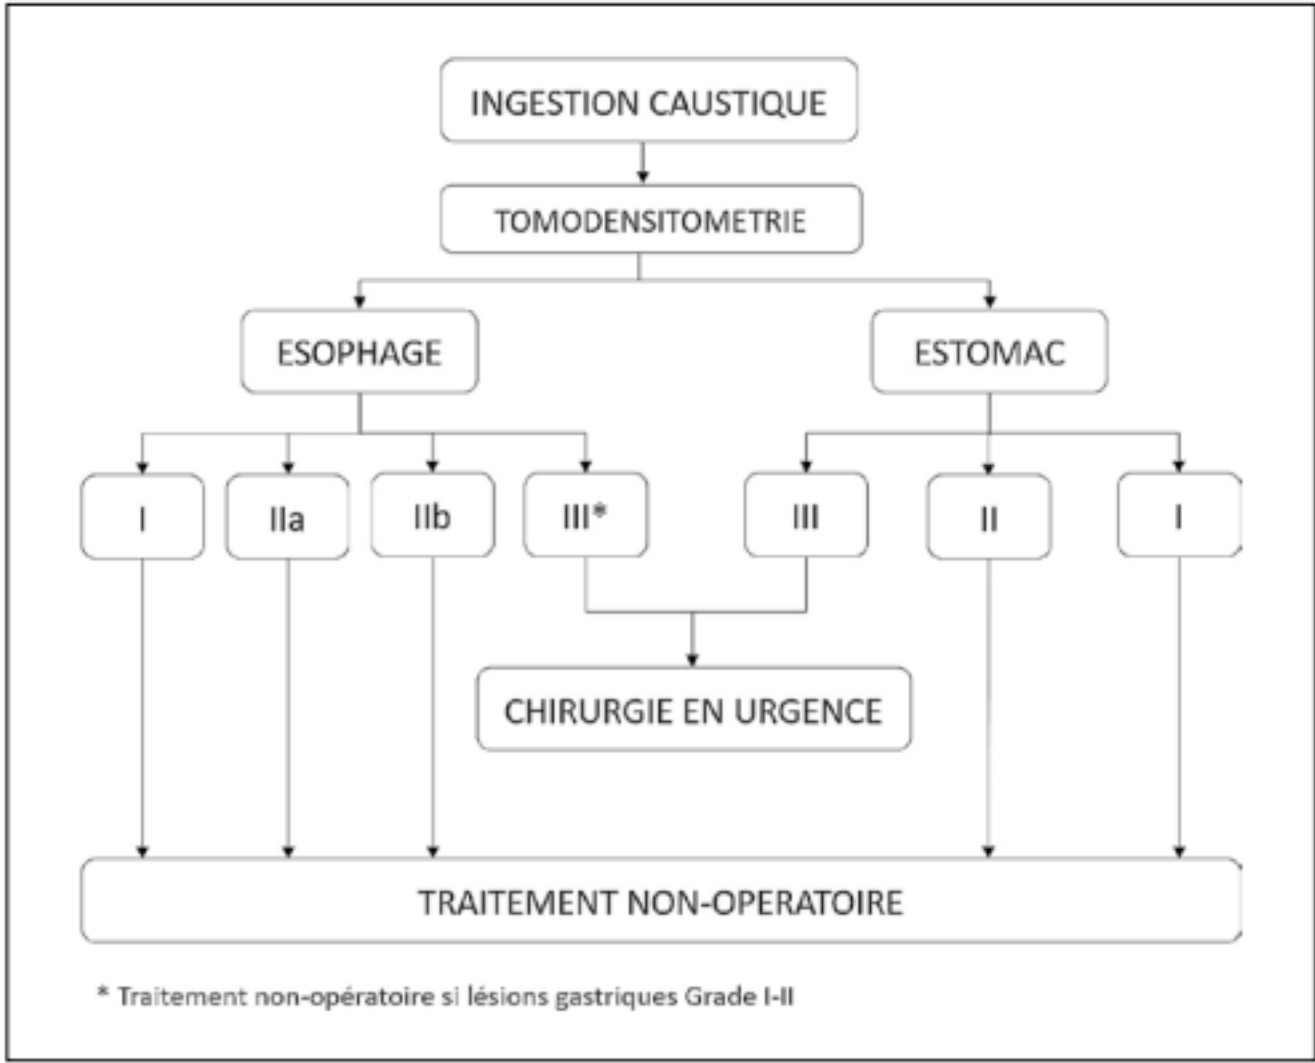 INGESTION CAUSTIQUE
TOMODENSITOMETRIE
ESOPHAGE
ESTOMAC
I
IIa
IIb
III*
III
II
I
CHIRURGIE EN URGENCE
TRAITEMENT NON-OPERATOIRE
* Traitement non-opératoire si lésions gastriques Grade I-II